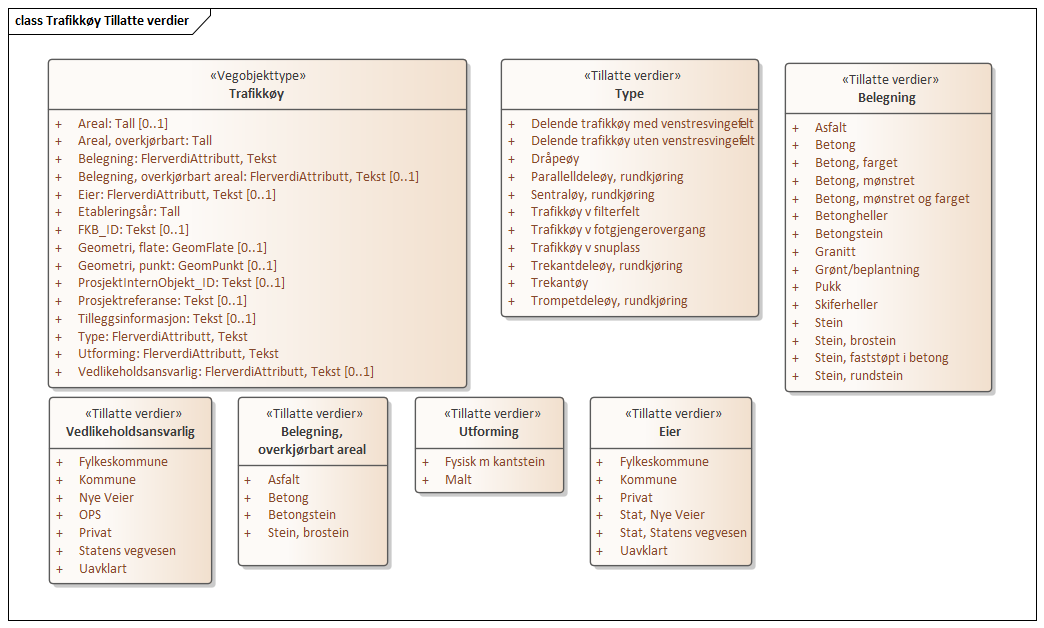 class Trafikkøy Tillatte verdier
«Vegobjekttype»
Trafikkøy
+ Areal: Tall [0..1]
+ Areal, overkjørbart: Tall
+ Belegning: FlerverdiAttributt, Tekst
+ Belegning, overkjørbart areal: FlerverdiAttributt, Tekst [0..1]
+ Eier: FlerverdiAttributt, Tekst [0..1]
+ Etableringsår: Tall
+ FKB_ID: Tekst [0..1]
+ Geometri, flate: GeomFlate [0..1]
+ Geometri, punkt: GeomPunkt [0..1]
+ ProsjektInternObjekt_ID: Tekst [0..1]
+ Prosjektreferanse: Tekst [0..1]
+ Tilleggsinformasjon: Tekst [0..1]
+ Type: FlerverdiAttributt, Tekst
+ Utforming: FlerverdiAttributt, Tekst
+ Vedlikeholdsansvarlig: FlerverdiAttributt, Tekst [0..1]
«Tillatte verdier»
Type
+ Delende trafikkøy med venstresvingefelt
+ Delende trafikkøy uten venstresvingefelt
+ Dråpeøy
+ Parallelldeleøy, rundkjøring
+ Sentraløy, rundkjøring
+ Trafikkøy v filterfelt
+ Trafikkøy v fotgjengerovergang
+ Trafikkøy v snuplass
+ Trekantdeleøy, rundkjøring
+ Trekantøy
+ Trompetdeleøy, rundkjøring
«Tillatte verdier»
Belegning
+ Asfalt
+ Betong
+ Betong, farget
+ Betong, mønstret
+ Betong, mønstret og farget
+ Betongheller
+ Betongstein
+ Granitt
+ Grønt/beplantning
+ Pukk
+ Skiferheller
+ Stein
+ Stein, brostein
+ Stein, faststøpt i betong
+ Stein, rundstein
«Tillatte verdier»
Vedlikeholdsansvarlig
+ Fylkeskommune
+ Kommune
+ Nye Veier
+ OPS
+ Privat
+ Statens vegvesen
+ Uavklart
«Tillatte verdier»
Belegning,
overkjørbart areal
+ Asfalt
+ Betong
+ Betongstein
+ Stein, brostein
«Tillatte verdier»
Utforming
+ Fysisk m kantstein
+ Malt
«Tillatte verdier»
Eier
+ Fylkeskommune
+ Kommune
+ Privat
+ Stat, Nye Veier
+ Stat, Statens vegvesen
+ Uavklart